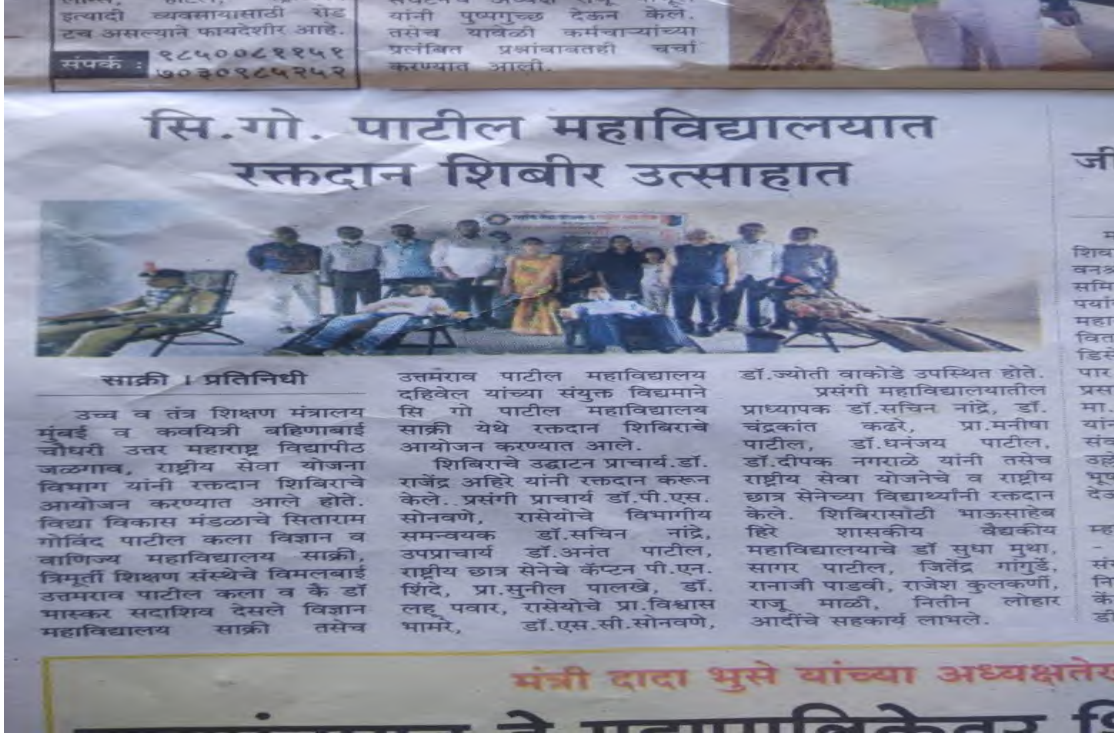 इत्यादी व्यवसायासाठी रोड
टच असल्याने फायदेशीर आहे.
संपर्क : ९८५००८११५१
७०३०९८५२५२
यांनी पुष्पगुच्छ देऊन केले.
तसेच यावेळी कर्मचाऱ्यांच्या
प्रलंबित प्रश्नांबाबतही चर्चा
करण्यात आली.
सि.गो. पाटील महाविद्यालयात
रक्तदान शिबीर उत्साहात
साक्री । प्रतिनिधी
उच्च व तंत्र शिक्षण मंत्रालय
मुंबई व कवयित्री बहिणाबाई
चौधरी उत्तर महाराष्ट्र विद्यापीठ
जळगाव, राष्ट्रीय सेवा योजना
विभाग यांनी रक्तदान शिबिराचे
आयोजन करण्यात आले होते.
विद्या विकास मंडळाचे सिताराम
गोविंद पाटील कला विज्ञान व
वाणिज्य महाविद्यालय साक्री,
त्रिमूर्ती शिक्षण संस्थेचे विमलबाई
उत्तमराव पाटील कला व कै डॉ
भास्कर सदाशिव देसले विज्ञान
महाविद्यालय साक्री तसेच
उत्तमराव पाटील महाविद्यालय
दहिवेल यांच्या संयुक्त विद्यमाने
सि गो पाटील महाविद्यालब
साक्री येथे रक्तदान शिबिराचे
आयोजन करण्यात आले.
शिबिराचे उद्घाटन प्राचार्य.डॉ.
राजेंद्र अहिरे यांनी रक्तदान करून
केले..प्रसंगी प्राचार्य डॉ.पी.एस.
सोनवणे, रासेयोचे विभागीय
समन्वयक डॉ.सचिन नांद्रे,
उपप्राचार्य डॉ.अनंत पाटील,
राष्ट्रीय छात्र सेनेचे कॅप्टन पी.एन.
शिंदे, प्रा.सुनील पालखे, डॉ.
लहू पवार, रासेयोचे प्रा.विश्वास
भामरे, डॉ.एस.सी.सोनवणे,
डॉ.ज्योती वाकोडे उपस्थित होते.
प्रसंगी महाविद्यालयातील
प्राध्यापक डॉ.सचिन नांद्रे, डॉ.
चंद्रकांत कढरे, प्रा.मनीषा
पाटील, डॉ.धनंजय पाटील,
डॉ.दीपक नगराळे यांनी तसेच
राष्ट्रीय सेवा योजनेचे व राष्ट्रीय
छात्र सेनेच्या विद्यार्थ्यांनी रक्तदान
केले. शिबिरासोठी भाऊसाहेब
हिरे शासकीय वैद्यकीय
महाविद्यालयाचे डॉ सुधा मुथा,
सागर पाटील, जितेंद्र गांगुर्डे,
रानाजी पाडवी, राजेश कुलकर्णी,
राजू माळी, नितीन लोहार
आदींचे सहकार्य लाभले.
मंत्री दादा भुसे यांच्या अध्यक्षतेर